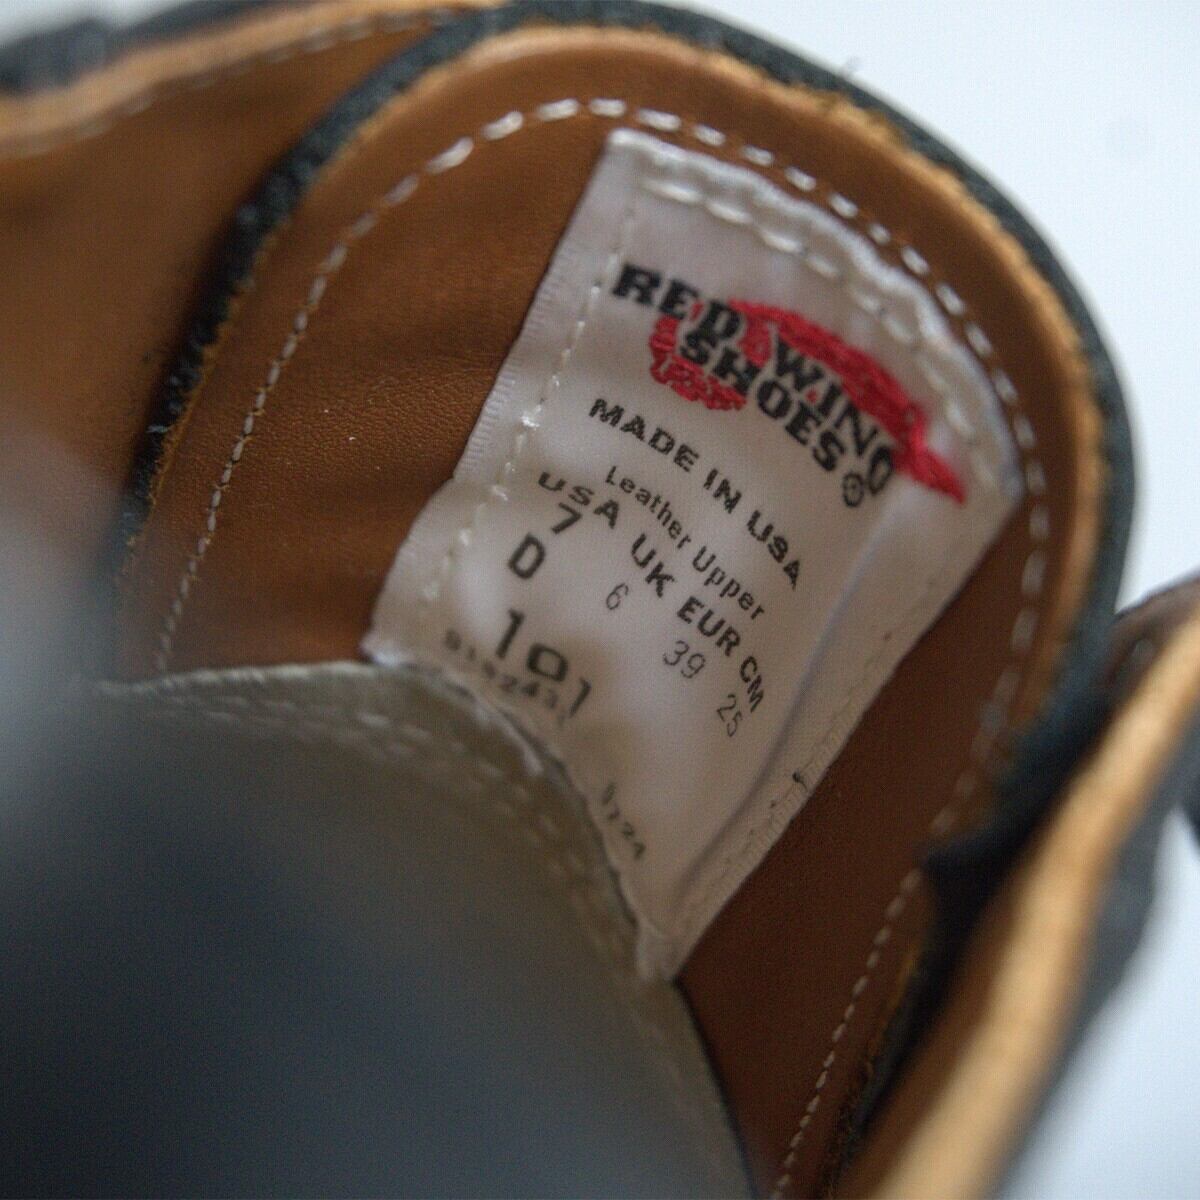 RED WING
SHOES®
MADE IN USA
Leather Upper
USA UK EUR CM
7 6 39 25
D
101